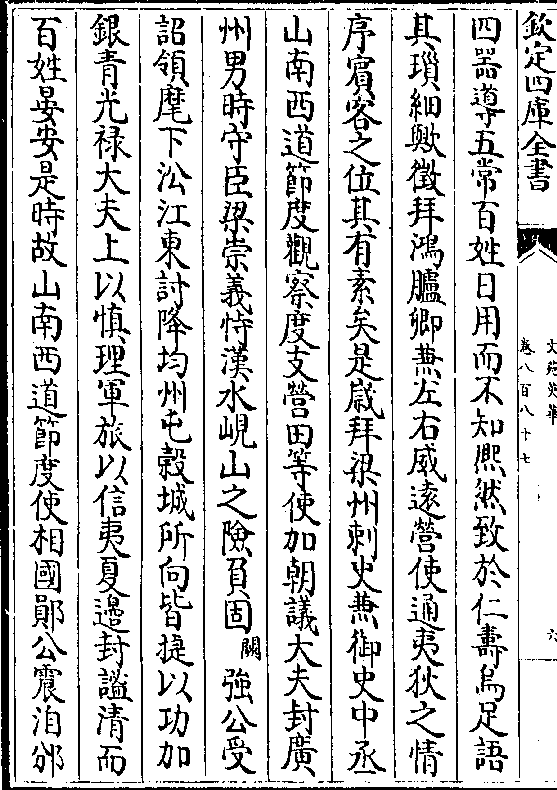 欽定四庫全書
文苑英華
卷八百八十七
六
四器導五常百姓日用而不知熈然致於仁壽烏足語
其瑣細歟徵拜鴻臚卿兼左右威遠營使通夷狄之情
序賓客之位其有素矣是歲拜梁州刺史兼御史中丞
山南西道節度觀察度支營田等使加朝議大夫封廣
州男時守臣梁崇義恃漢水峴山之險負固闕強公受
詔領麾下㳂江東討降均州屯穀城所向皆捷以功加
銀青光禄大夫上以慎理軍旅以信夷夏邊封謐清而
百姓晏安是時故山南西道節度使相國鄖公震洎邠